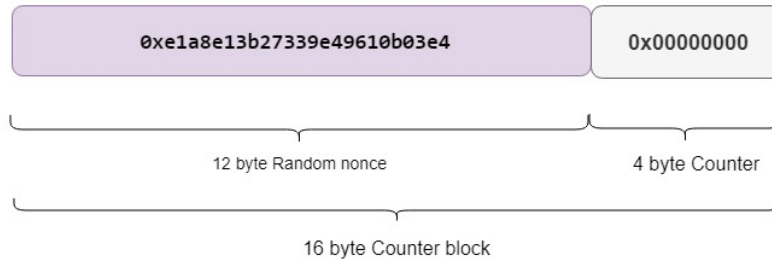 0xe1a8e13b27339e49610b03e4 0x00000000
12 byte Random nonce 4 byte Counter
16 byte Counter block